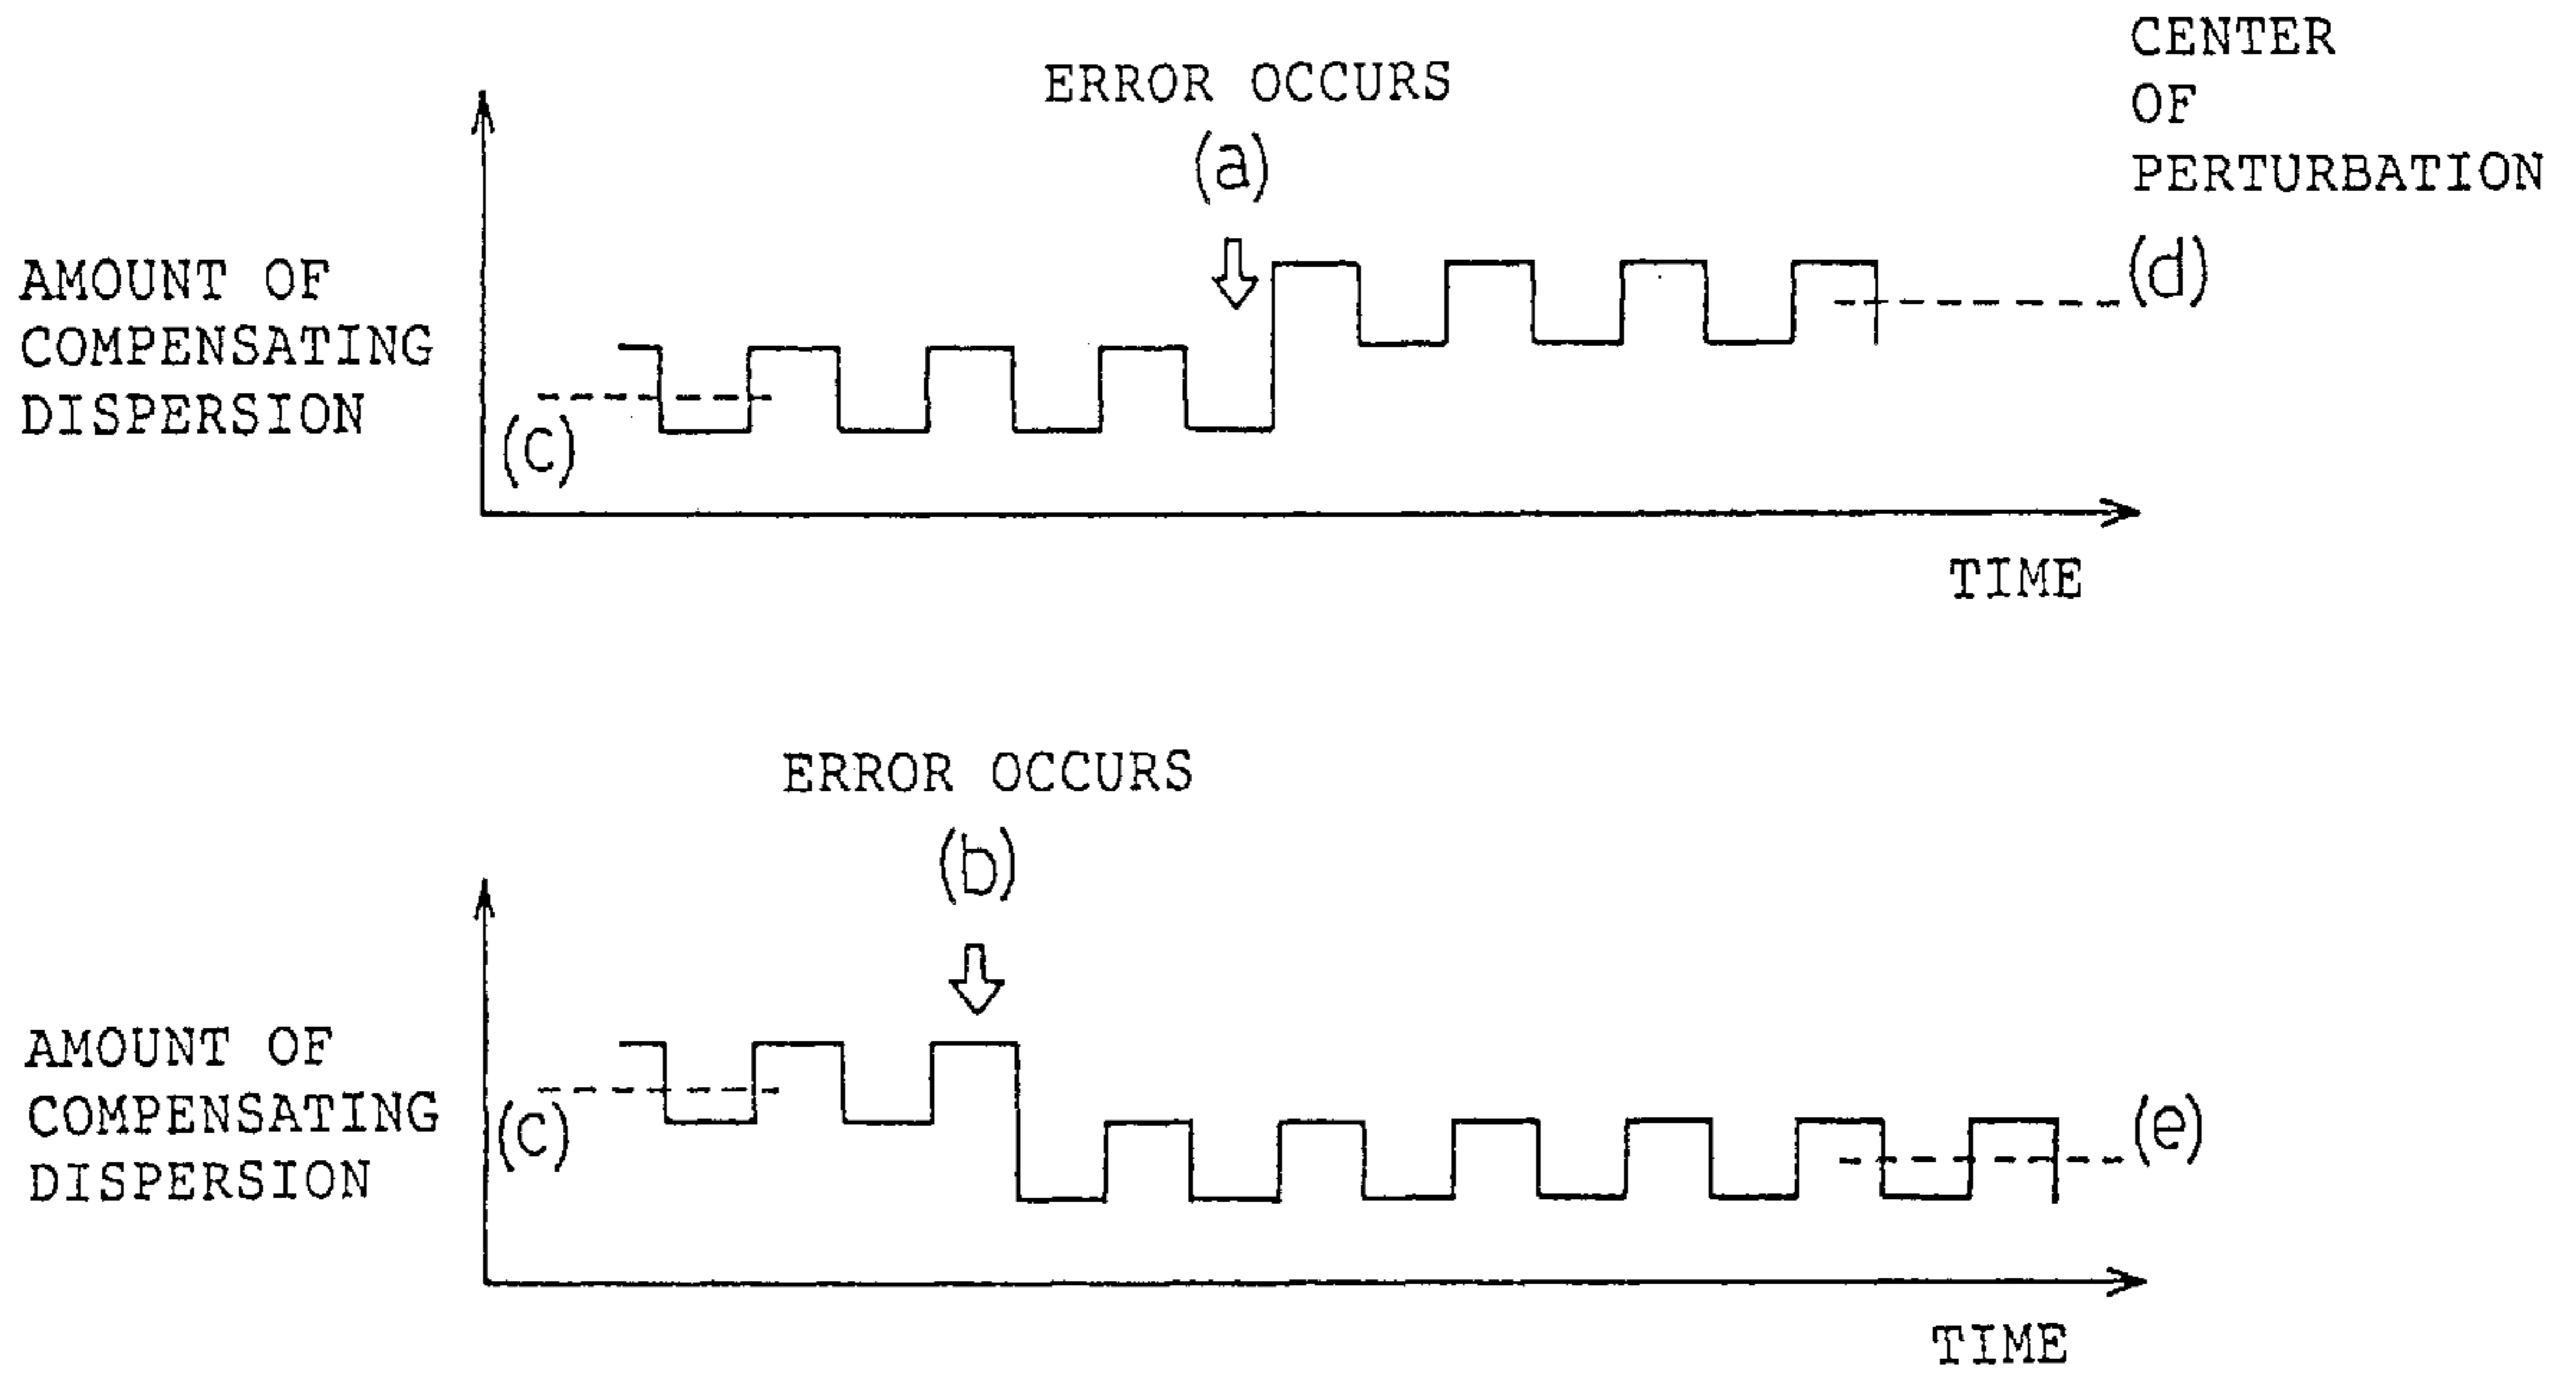 CENTER
OF
PERTURBATION
ERROR OCCURS
(a)
(d)
AMOUNT OF
COMPENSATING
DISPERSION
(c)
TIME
ERROR OCCURS
(b)
AMOUNT OF
COMPENSATING
DISPERSION
(c)
(e)
TIME